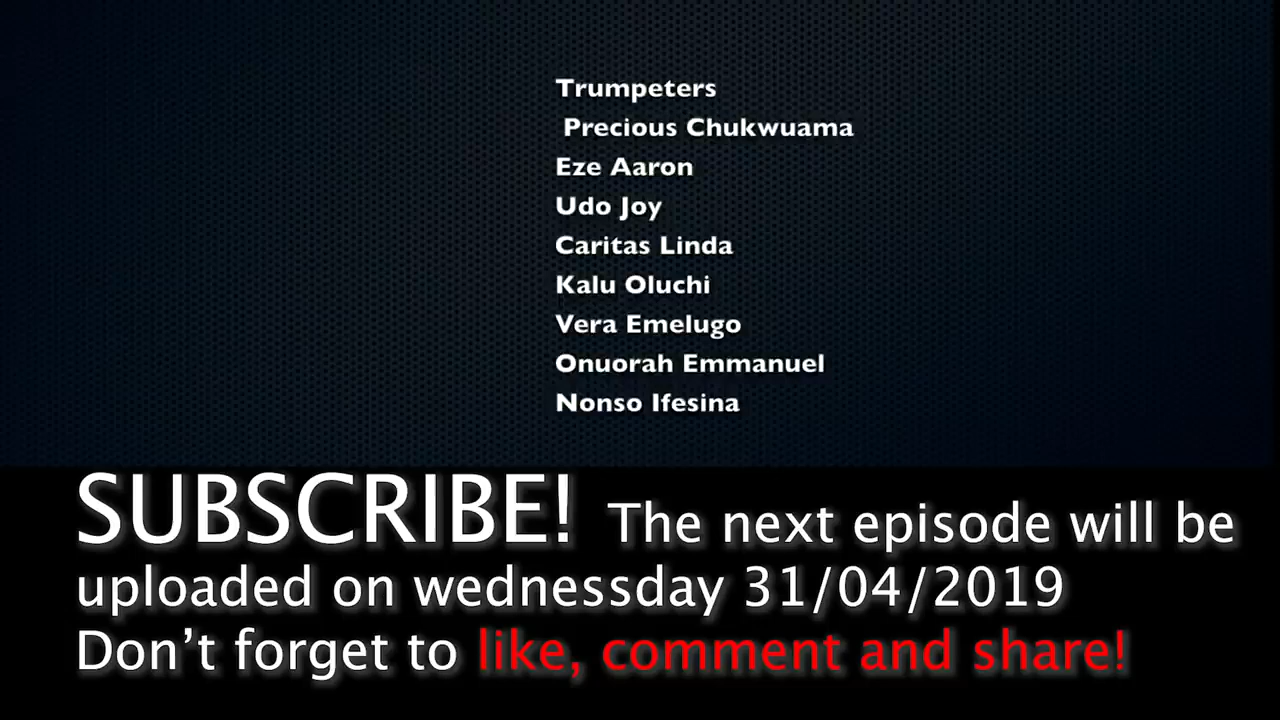 Trumpeters
Precious Chukwuama
Eze Aaron
Udo Joy
Caritas Linda
Kalu Oluchi
Vera Emelugo
Onuorah Emmanuel
Nonso Ifesina
SUBSCRIBE! The next episode will be
uploaded on wednessday 31/04/2019
Don’t forget to like, comment and share!